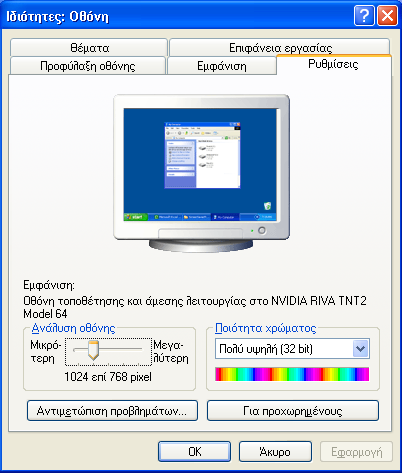 Ιδιότητες: Οθόνη
Θέματα
Επιφάνεια εργασίας
Προφύλαξη οθόνης
Εμφάνιση
Ρυθμίσεις
Εμφάνιση:
Οθόνη τοποθέτησης και άμεσης λειτουργίας στο NVIDIA RIVA TNT2
Model 64
Ανάλυση οθόνης
Μικρό-
τερη
Μεγα-
λύτερη
1024 επί 768 pixel
Ποιότητα χρώματος
Πολύ υψηλή (32 bit)
Αντιμετώπιση προβλημάτων...
Για προχωρημένους
OK
Άκυρο
Εφαρμογή